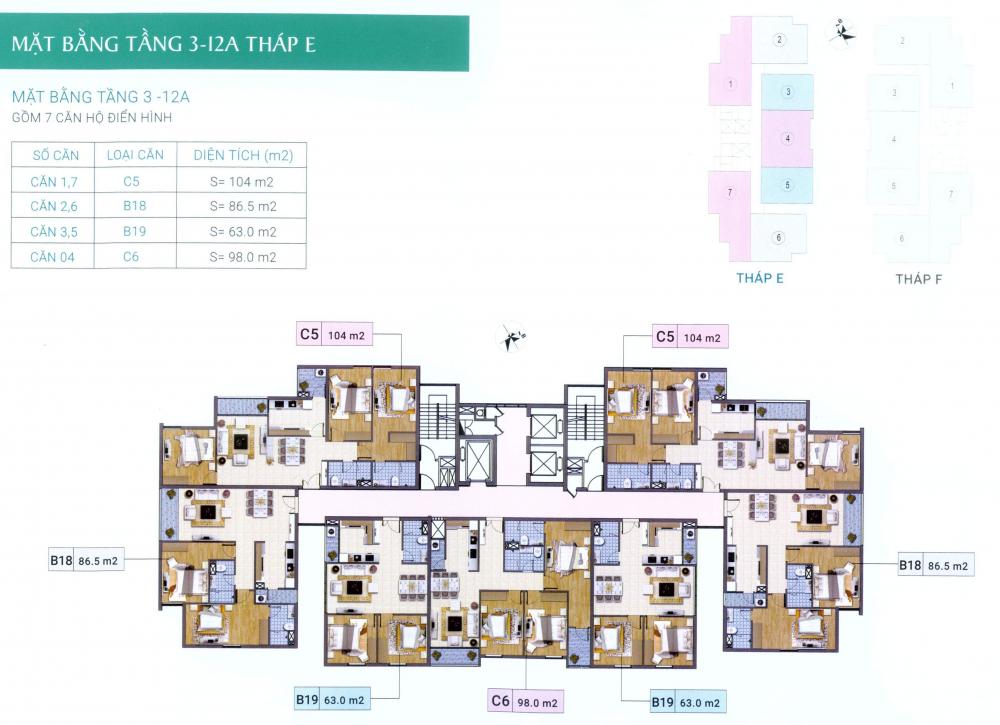 MẶT BẰNG TẦNG 3-12A THÁP E
MẶT BẰNG TẦNG 3 -12A
GỒM 7 CĂN HỘ ĐIỂN HÌNH
SỐ CĂN LOẠI CĂN DIỆN TÍCH (m2)
CĂN 1,7 C5 S= 104 m2
CĂN 2,6 B18 S= 86.5 m2
CĂN 3,5 B19 S= 63.0 m2
CĂN 04 C6 S= 98.0 m2
2
1
3
4
5
7
6
THÁP E
2
1
3
4
5
7
6
THÁP F
C5 104 m2
C5 104 m2
B18 86.5 m2
B18 86.5 m2
B19 63.0 m2
C6 98.0 m2
B19 63.0 m2